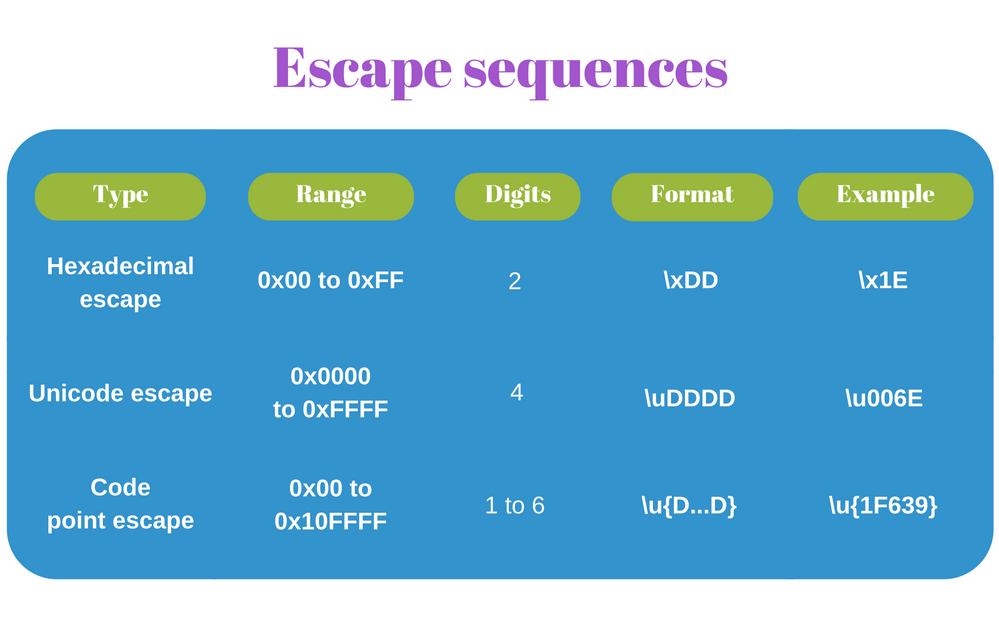 Escape sequences
Type Range Digits Format Example
Hexadecimal
escape
0x00 to 0xFF
2
\xDD
\x1E
Unicode escape
0x0000
to 0xFFFF
4
\uDDDD
\u006E
Code
point escape
0x00 to
0x10FFFF
1 to 6
\u{D...D}
\u{1F639}